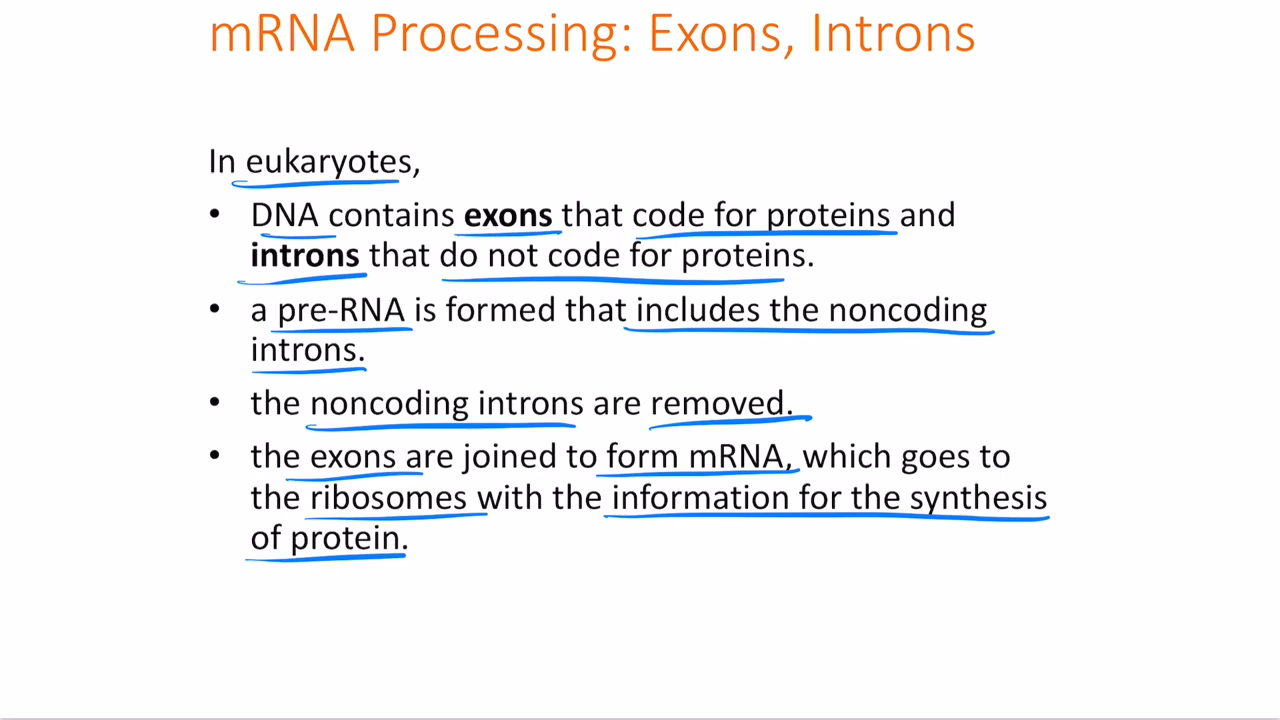 mRNA Processing: Exons, Introns
In eukaryotes,
• DNA contains exons that code for proteins and
introns that do not code for proteins.
• a pre-RNA is formed that includes the noncoding
introns.
• the noncoding introns are removed.
• the exons are joined to form mRNA, which goes to
the ribosomes with the information for the synthesis
of protein.